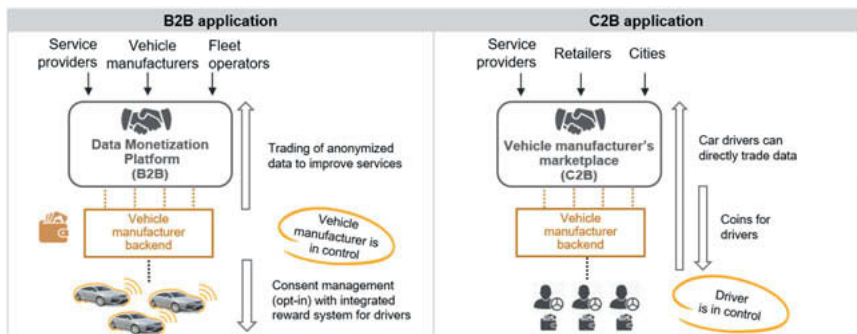 B2B application
Service
providers
Vehicle
manufacturers
Fleet
operators
Data Monetization
Platform
(B2B)
Trading of anonymized
data to improve services
Vehicle
manufacturer
backend
Vehicle
manufacturer is
in control
Consent management
(opt-in) with integrated
reward system for drivers
C2B application
Service
providers
Retailers
Cities
Vehicle manufacturer's
marketplace
(C2B)
Car drivers can
directly trade data
Vehicle
manufacturer
backend
Coins for
drivers
Driver
is in control